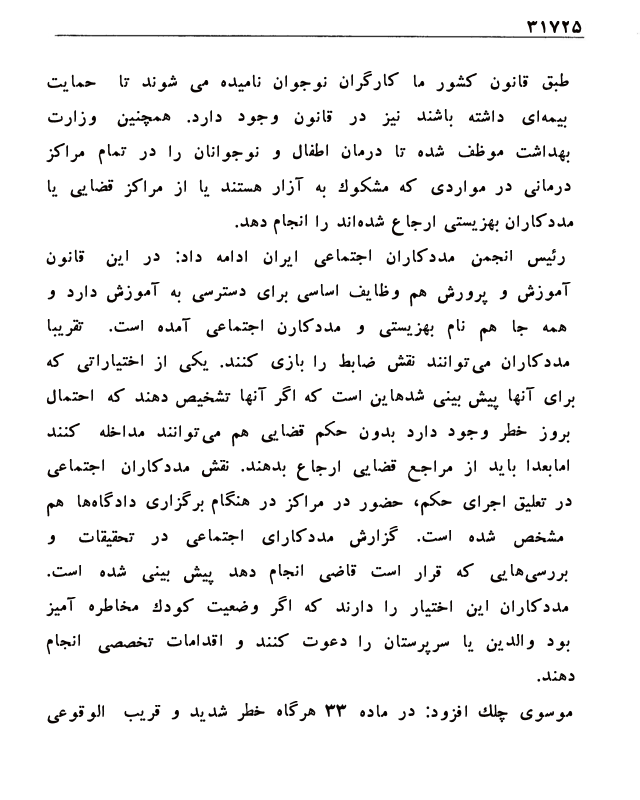 ۳۱۷۲۵
طبق قانون کشور ما کارگران نوجوان نامیده می شوند تا حمایت
بیمه‌ای داشته باشند نیز در قانون وجود دارد. همچنین وزارت
بهداشت موظف شده تا درمان اطفال و نوجوانان را در تمام مراکز
درمانی در مواردی که مشکوك به آزار هستند یا از مراکز قضایی یا
مددکاران بهزیستی ارجاع شده‌اند را انجام دهد.
رئیس انجمن مددکاران اجتماعی ایران ادامه داد: در این قانون
آموزش و پرورش هم وظایف اساسی برای دسترسی به آموزش دارد و
همه جا هم نام بهزیستی و مددکارن اجتماعی آمده است. تقریبا
مددکاران می‌توانند نقش ضابط را بازی کنند. یکی از اختیاراتی که
برای آنها پیش بینی شدهاین است که اگر آنها تشخیص دهند که احتمال
بروز خطر وجود دارد بدون حکم قضایی هم می‌توانند مداخله کنند
امابعدا باید از مراجع قضایی ارجاع بدهند. نقش مددکاران اجتماعی
در تعلیق اجرای حکم، حضور در مراکز در هنگام برگزاری دادگاه‌ها هم
مشخص شده است. گزارش مددکارای اجتماعی در تحقیقات و
بررسی‌هایی که قرار است قاضی انجام دهد پیش بینی شده است.
مددکاران این اختیار را دارند که اگر وضعیت کودك مخاطره آمیز
بود والدین یا سرپرستان را دعوت کنند و اقدامات تخصصی انجام
دهند.
موسوی چلك افزود: در ماده ۳۳ هرگاه خطر شدید و قریب الوقوعی